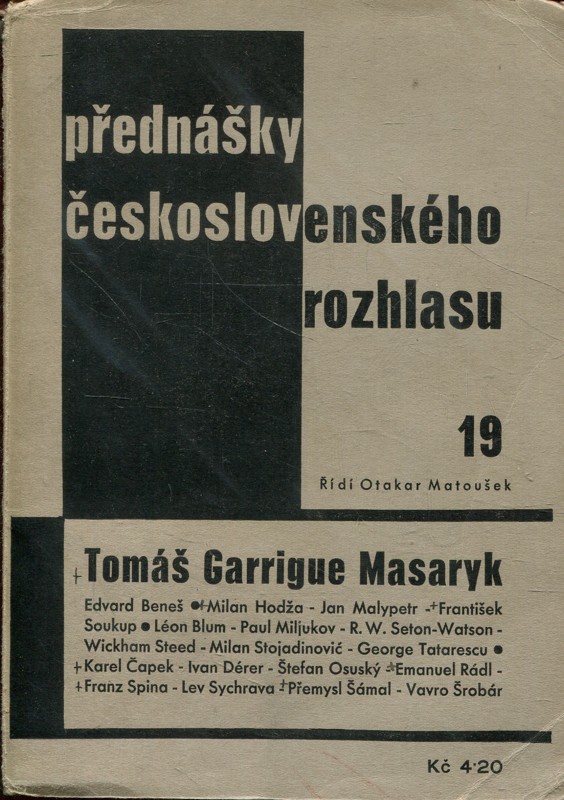 přednášky
československého
rozhlasu
19
Řídí Otakar Matoušek
+Tomáš Garrigue Masaryk
Edvard Beneš ●+Milan Hodža - Jan Malypetr -+František
Soukup ● Léon Blum - Paul Miljukov - R. W. Seton-Watson -
Wickham Steed - Milan Stojadinović - George Tatarescu ●
+Karel Čapek - Ivan Dérer - Štefan Osuský -+Emanuel Rádl -
+Franz Spina - Lev Sychrava -+Přemysl Šámal - Vavro Šrobár
Kč 4·20